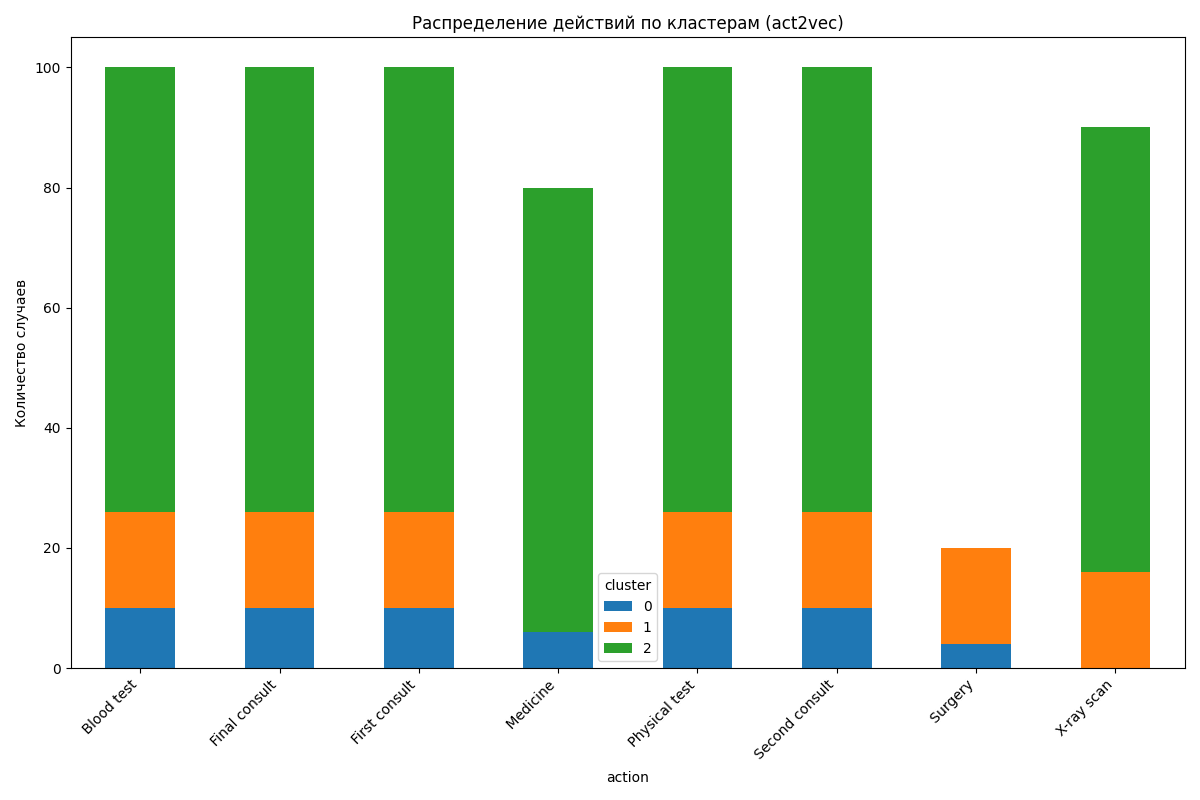 Распределение действий по кластерам (act2vec)
Количество случаев
100
80
60
40
20
0
cluster
0
1
2
Blood test
Final consult
First consult
Medicine
Physical test
Second consult
Surgery
X-ray scan
action